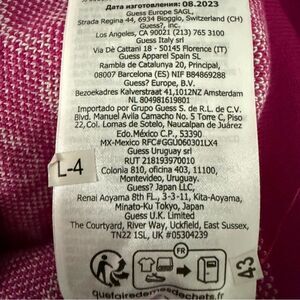 Дата изготовления: 08.2023
Guess Europe SAGL,
Strada Regina 44, 6934 Bioggio, Switzerland (CH)
Guess?, inc.
Los Angeles, CA 90021 (213) 765 3100
Guess Italy srl
Via De Cattani 18 - 50145 Florence (IT)
Guess Apparel Spain SL
Rambla de Catalunya 20, Principal,
08007 Barcelona (ES) NIF B84869288
Guess? Europe, B.V.
Bezoekadres Kalverstraat 41,1012NZ Amsterdam
NL 804981619B01
Importado por Grupo Guess S. de R.L. de C.V.
Blvd. Manuel Avila Camacho No. 5 Torre C, Piso
22,Col. Lomas de Sotelo, Naucalpan de Juárez
Edo.México C.P., 53390
MX-Mexico RFC#GGU060301LX4
Guess Uruguay srl
RUT 218193970010
Colonia 810, oficina 403, 11100,
Montevideo, Uruguay.
Guess? Japan LLC,
Renai Aoyama 8th FL., 3-3-11, Kita-Aoyama,
Minato-Ku Tokyo, Japan
Guess U.K. Limited
The Courtyard, River Way, Uckfield, East Sussex,
TN22 1SL, UK #05304239
L-4
FR
43
quefairedemesdechets.fr